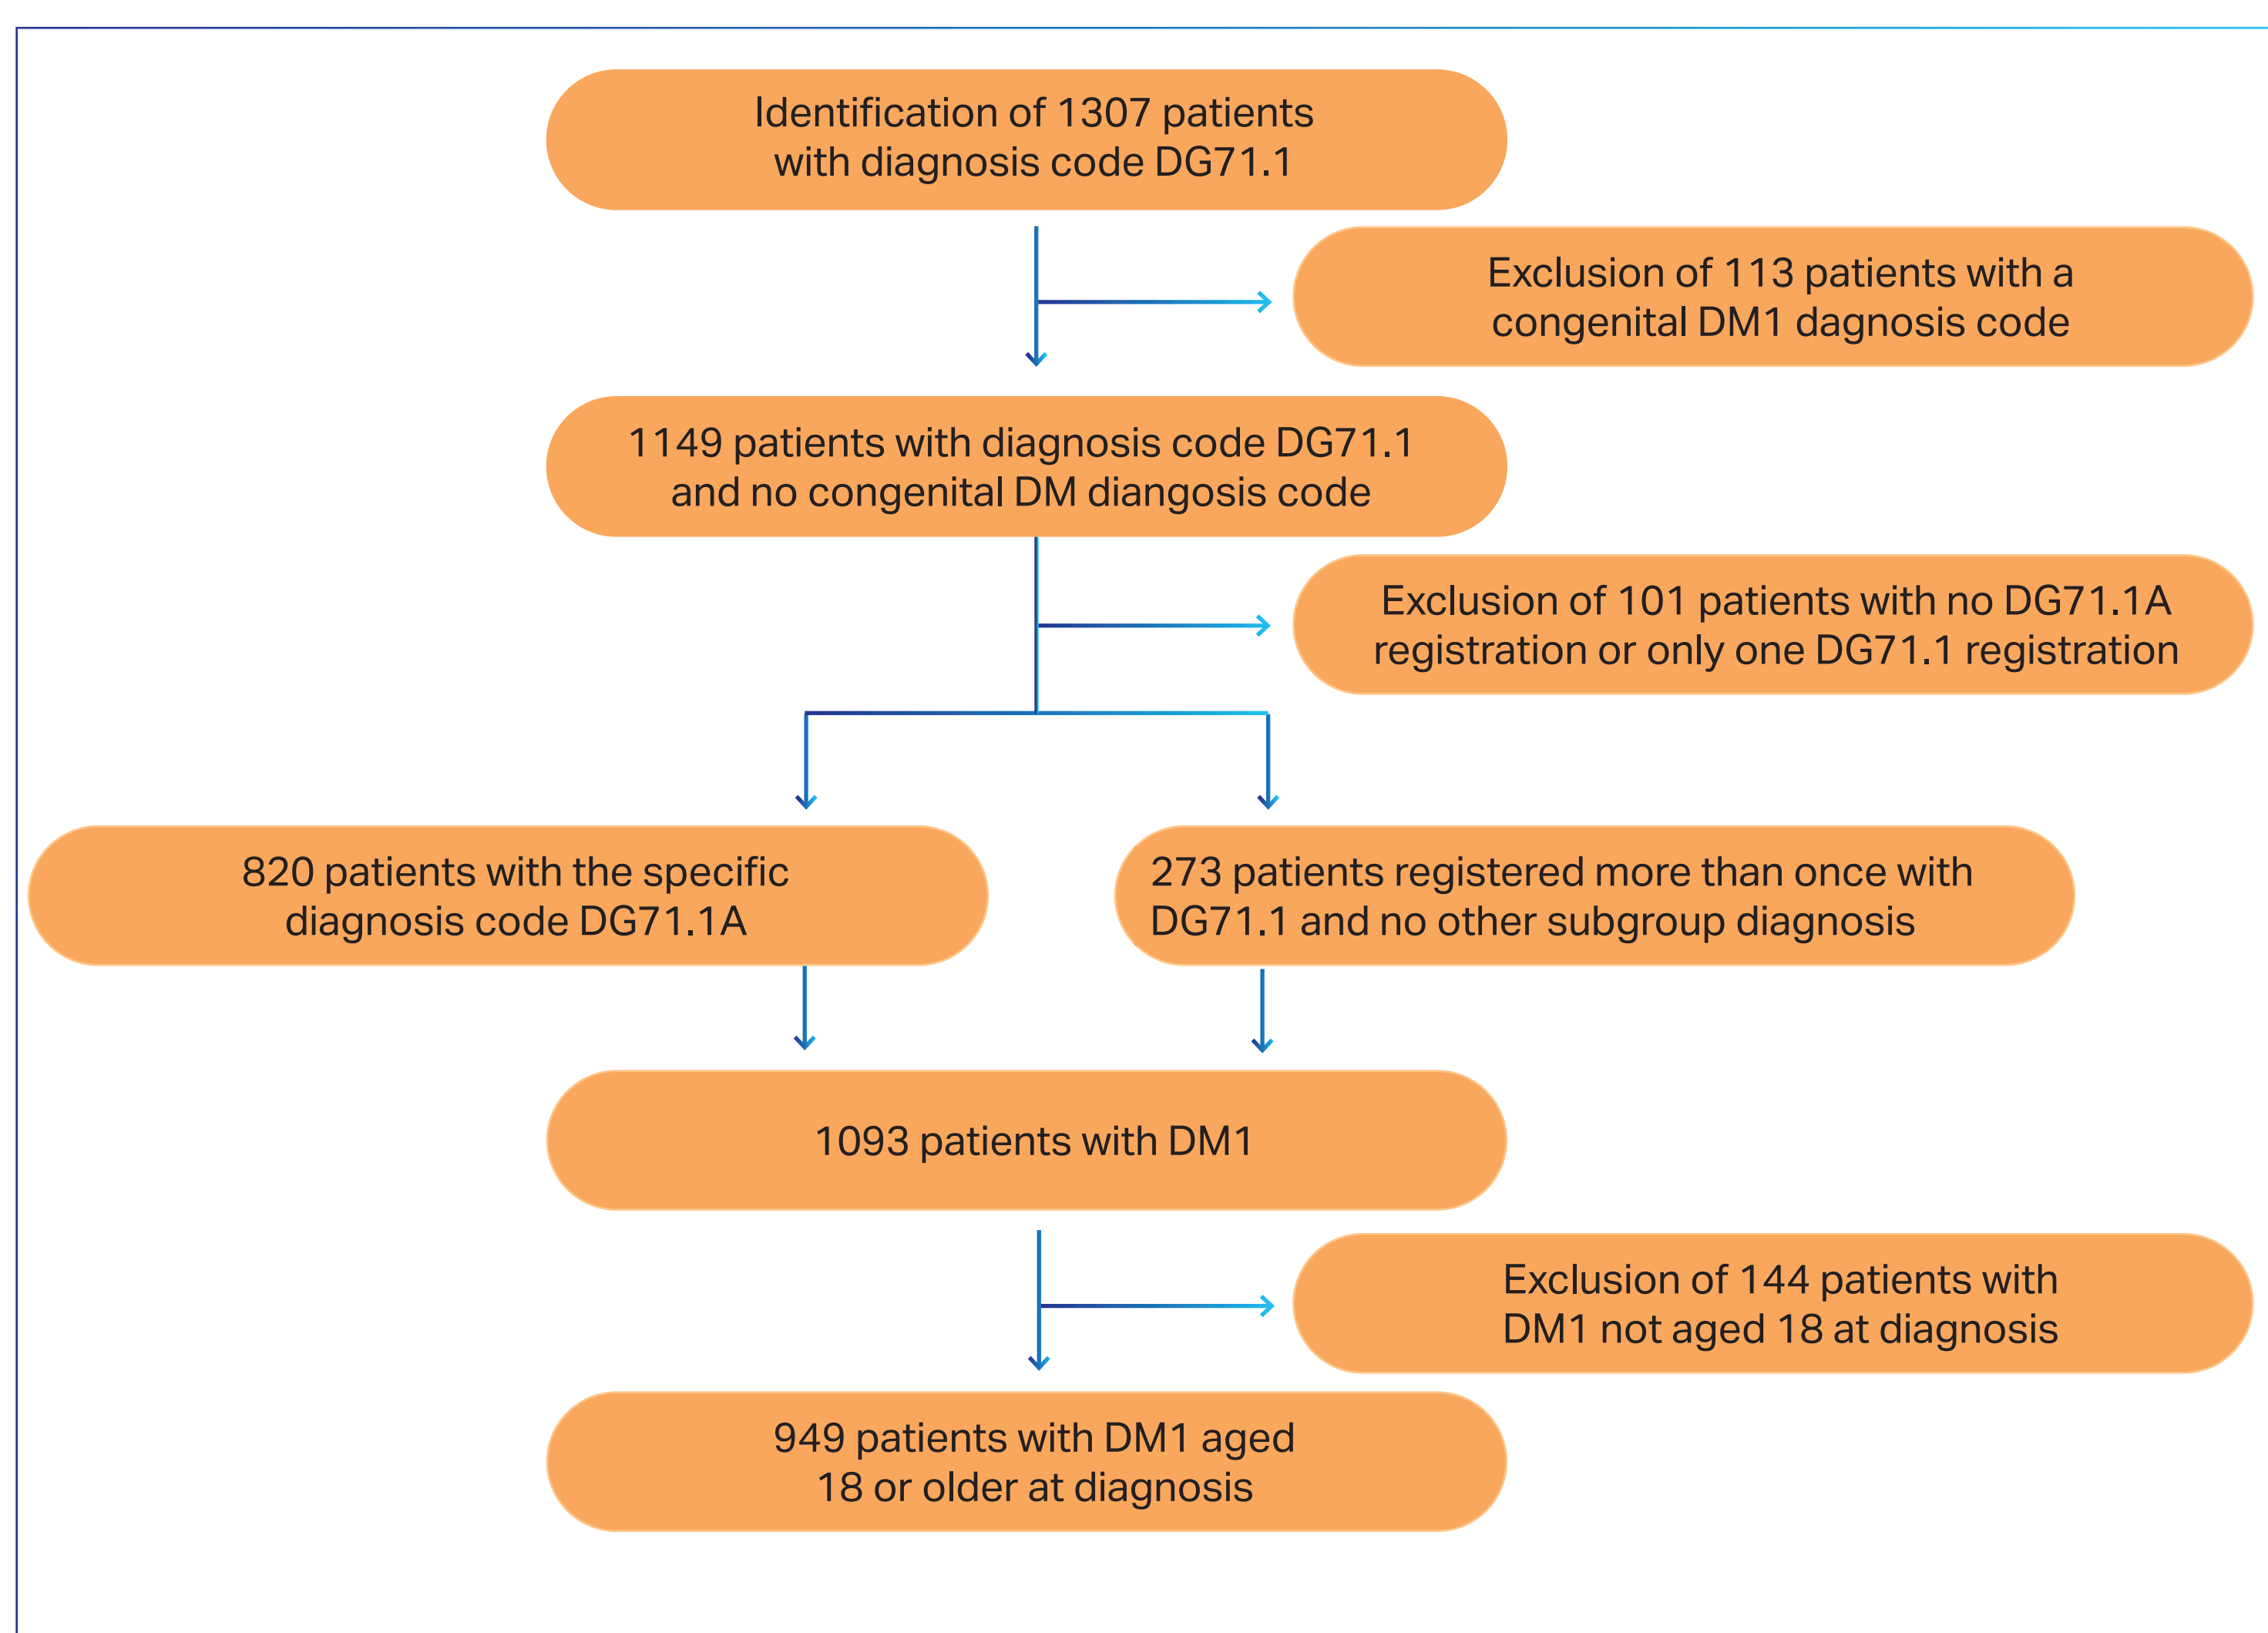 Identification of 1307 patients
with diagnosis code DG71.1
Exclusion of 113 patients with a
congenital DM1 dagnosis code
1149 patients with diagnosis code DG71.1
and no congenital DM diangosis code
Exclusion of 101 patients with no DG71.1A
registration or only one DG71.1 registration
820 patients with the specific
diagnosis code DG71.1A
273 patients registered more than once with
DG71.1 and no other subgroup diagnosis
1093 patients with DM1
Exclusion of 144 patients with
DM1 not aged 18 at diagnosis
949 patients with DM1 aged
18 or older at diagnosis